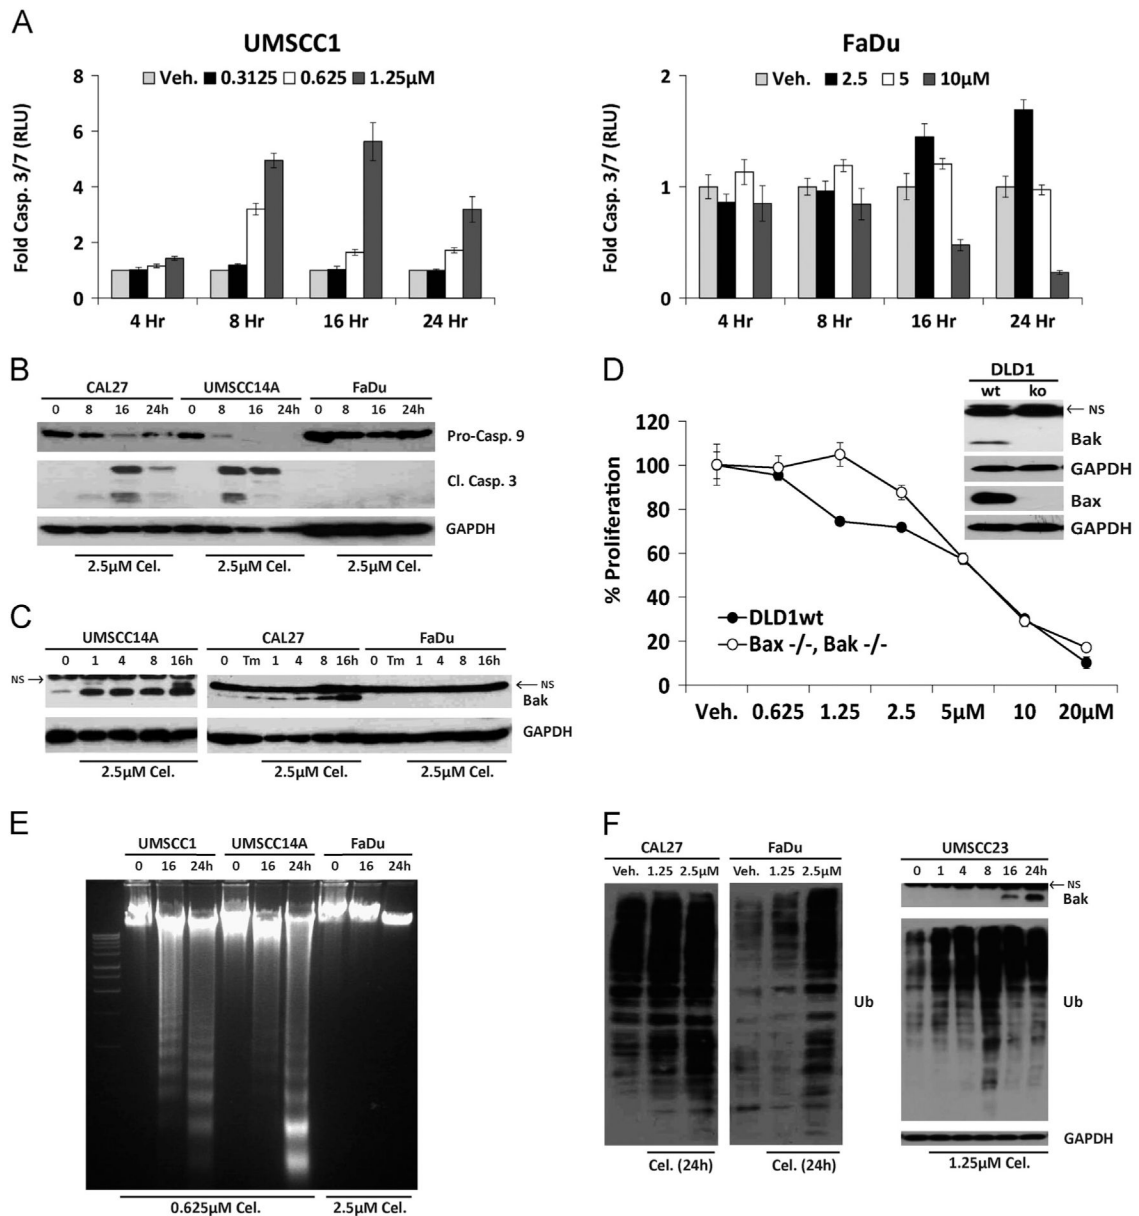 A
UMSCC1
Veh. 0.3125 0.625 1.25µM
Fold Casp. 3/7 (RLU)
8
6
4
2
0
4 Hr 8 Hr 16 Hr 24 Hr
FaDu
Veh. 2.5 5 10µM
Fold Casp. 3/7 (RLU)
2
1
0
4 Hr 8 Hr 16 Hr 24 Hr
B
CAL27 UMSCC14A FaDu
0 8 16 24h 0 8 16 24h 0 8 16 24h
Pro-Casp. 9
Cl. Casp. 3
GAPDH
2.5µM Cel. 2.5µM Cel. 2.5µM Cel.
C
UMSCC14A CAL27 FaDu
0 1 4 8 16h 0 Tm 1 4 8 16h 0 Tm 1 4 8 16h
NS→ ←NS
Bak
GAPDH
2.5µM Cel. 2.5µM Cel. 2.5µM Cel.
D
DLD1
wt ko
←NS
Bak
GAPDH
Bax
GAPDH
% Proliferation
120
100
80
60
40
20
0
DLD1wt
Bax -/-, Bak -/-
Veh. 0.625 1.25 2.5 5µM 10 20µM
E
UMSCC1 UMSCC14A FaDu
0 16 24h 0 16 24h 0 16 24h
0.625µM Cel. 2.5µM Cel.
F
CAL27 FaDu
Veh. 1.25 2.5µM Veh. 1.25 2.5µM
Ub
Cel. (24h) Cel. (24h)
UMSCC23
0 1 4 8 16 24h
←NS
Bak
Ub
GAPDH
1.25µM Cel.